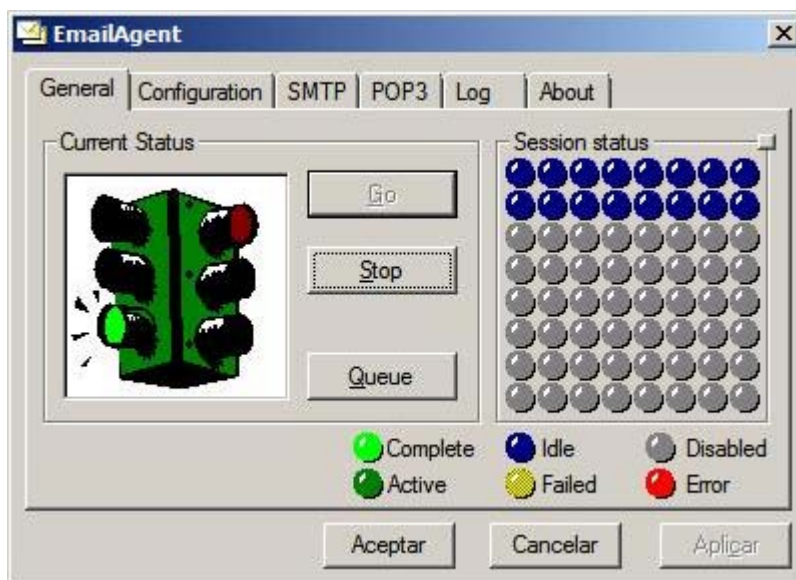 EmailAgent
General Configuration SMTP POP3 Log About
Current Status
Session status
Go
Stop
Queue
Complete Idle Disabled
Active Failed Error
Aceptar Cancelar Aplicar